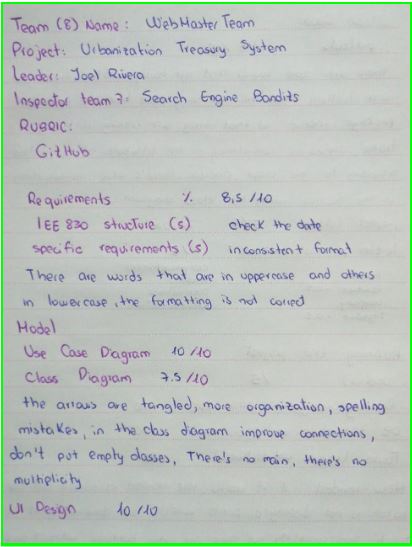 Team (8) Name: WebMaster Team
Project: Urbanization Treasury System
Leader: Joel Rivera
Inspector team 7: Search Engine Bandits
RUBRIC:
GitHub
Requirements % 8,5 /10
IEE 830 structure (s) check the date
specific requirements (s) inconsistent format
There are words that are in uppercase and others
in lowercase, the formatting is not correct
Model
Use Case Diagram 10/10
Class Diagram 7.5/10
the arrows are tangled, more organization, spelling
mistakes, in the class diagram improve connections,
don't put empty classes, There's no main, there's no
multiplicity
UI Design 10/10